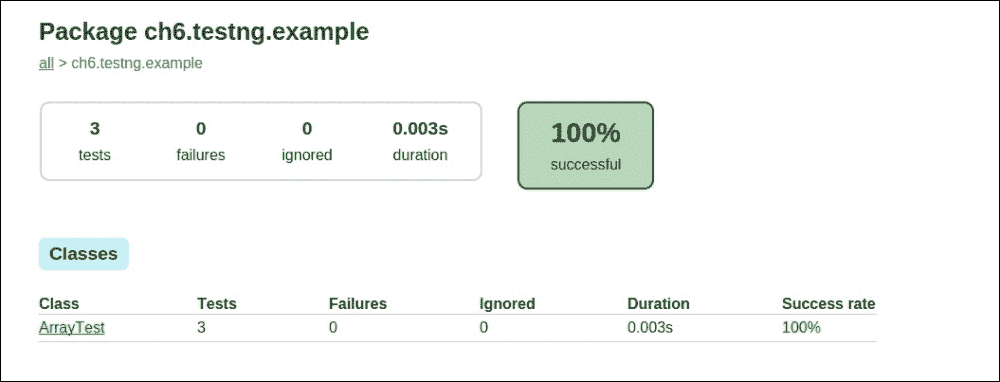 Package ch6.testng.example
all > ch6.testng.example
3 0 0 0.003s 100%
tests failures ignored duration successful
Classes
Class Tests Failures Ignored Duration Success rate
ArrayTest 3 0 0 0.003s 100%